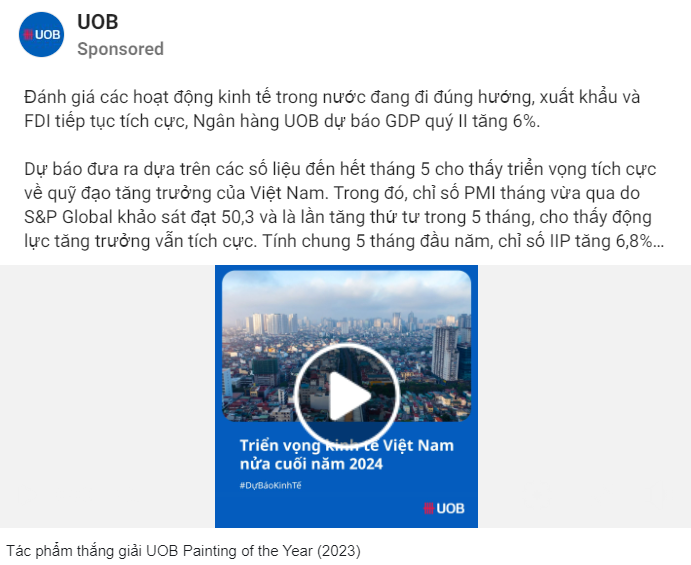 UOB
UOB
Sponsored
Đánh giá các hoạt động kinh tế trong nước đang đi đúng hướng, xuất khẩu và
FDI tiếp tục tích cực, Ngân hàng UOB dự báo GDP quý II tăng 6%.
Dự báo đưa ra dựa trên các số liệu đến hết tháng 5 cho thấy triển vọng tích cực
về quỹ đạo tăng trưởng của Việt Nam. Trong đó, chỉ số PMI tháng vừa qua do
S&P Global khảo sát đạt 50,3 và là lần tăng thứ tư trong 5 tháng, cho thấy động
lực tăng trưởng vẫn tích cực. Tính chung 5 tháng đầu năm, chỉ số IIP tăng 6,8%...
Triển vọng kinh tế Việt Nam
nửa cuối năm 2024
#DựBáoKinhTế
UOB
Tác phẩm thắng giải UOB Painting of the Year (2023)